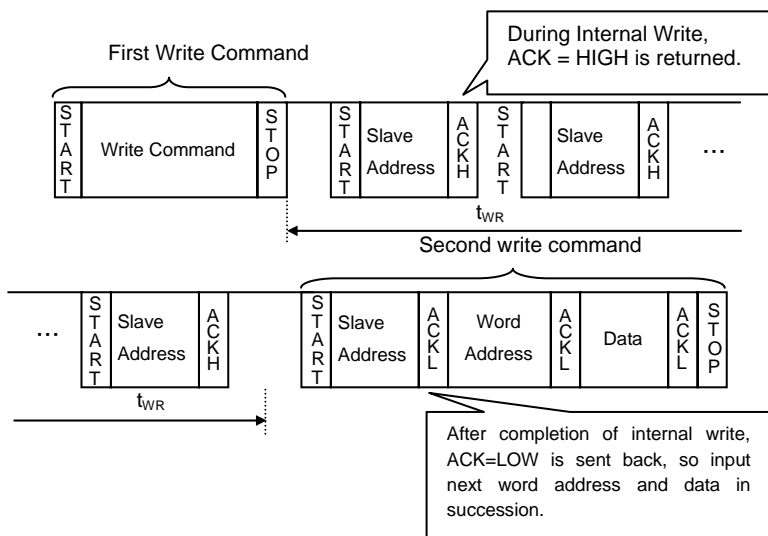 First Write Command
During Internal Write,
ACK = HIGH is returned.
START
Write Command
STOP
START
Slave
Address
ACKH
START
Slave
Address
ACKH
...
tWR
Second write command
...
START
Slave
Address
ACKH
START
Slave
Address
ACKL
Word
Address
ACKL
Data
ACKL
STOP
tWR
After completion of internal write,
ACK=LOW is sent back, so input
next word address and data in
succession.